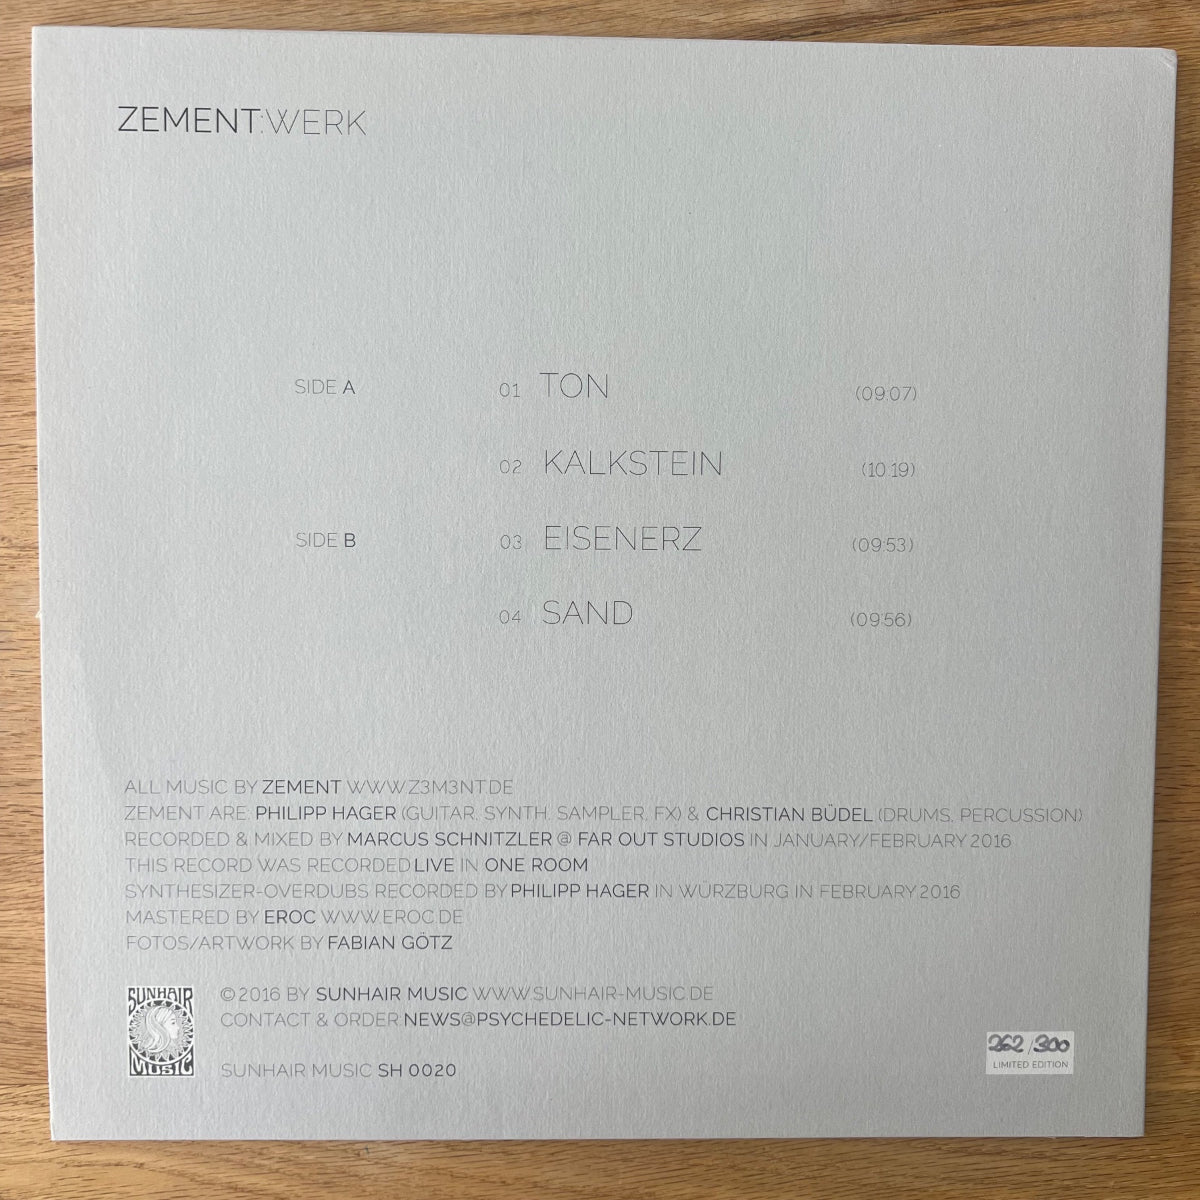 ZEMENT:WERK
SIDE A 01 TON (09:07)
02 KALKSTEIN (10:19)
SIDE B 03 EISENERZ (09:53)
04 SAND (09:56)
ALL MUSIC BY ZEMENT WWW.Z3M3NT.DE
ZEMENT ARE: PHILIPP HAGER (GUITAR, SYNTH, SAMPLER, FX) & CHRISTIAN BÜDEL (DRUMS, PERCUSSION)
RECORDED & MIXED BY MARCUS SCHNITZLER @ FAR OUT STUDIOS IN JANUARY/FEBRUARY 2016
THIS RECORD WAS RECORDED LIVE IN ONE ROOM
SYNTHESIZER-OVERDUBS RECORDED BY PHILIPP HAGER IN WÜRZBURG IN FEBRUARY 2016
MASTERED BY EROC WWW.EROC.DE
FOTOS/ARTWORK BY FABIAN GÖTZ
SUNHAIR
MUSIC
© 2016 BY SUNHAIR MUSIC WWW.SUNHAIR-MUSIC.DE
CONTACT & ORDER: NEWS@PSYCHEDELIC-NETWORK.DE
SUNHAIR MUSIC SH 0020
262 / 300
LIMITED EDITION